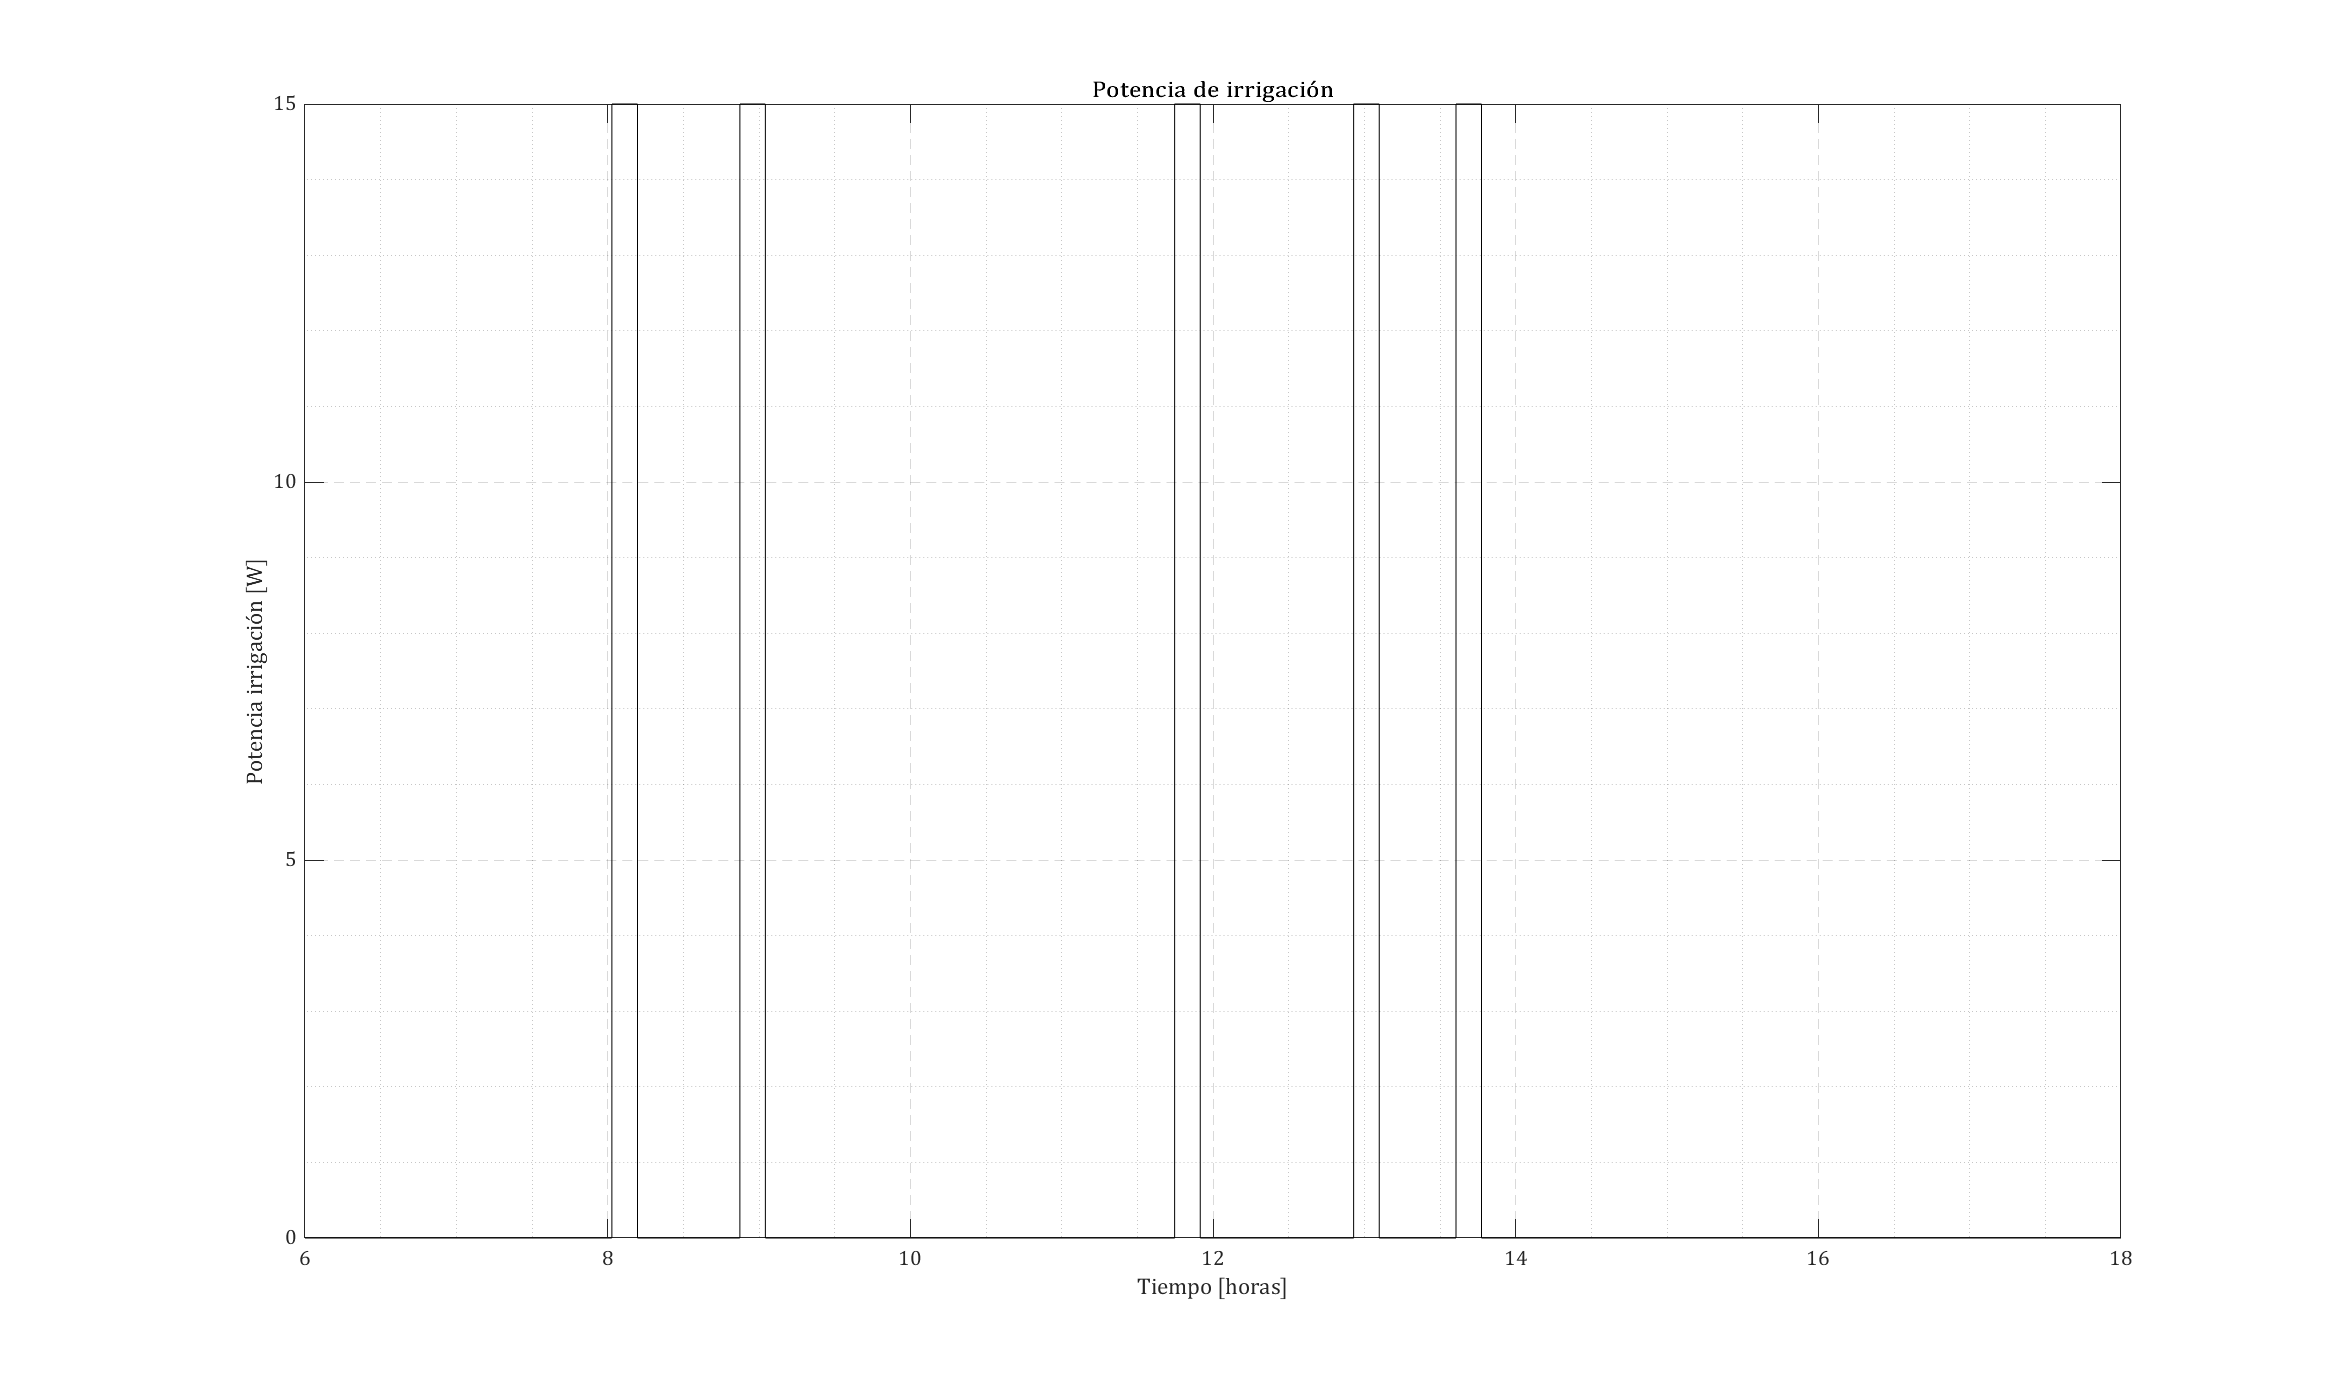 Potencia de irrigación
15
10
5
0
Potencia irrigación [W]
6 8 10 12 14 16 18
Tiempo [horas]